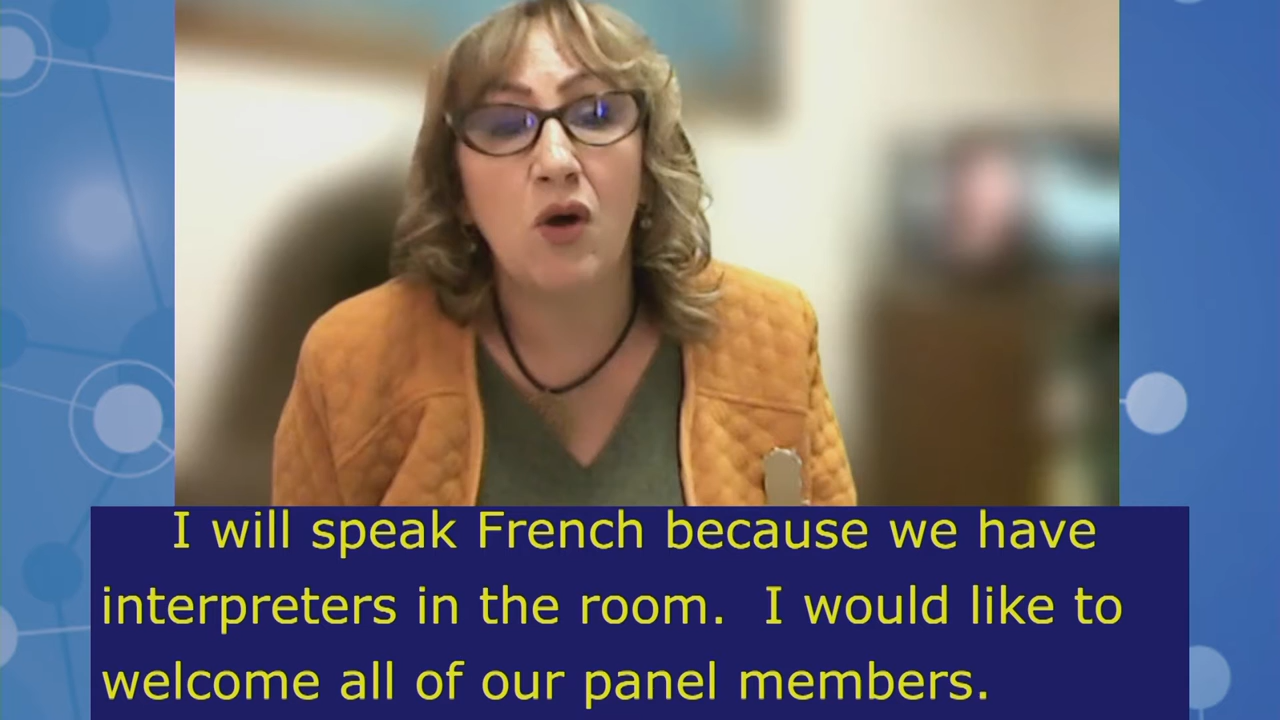 I will speak French because we have
interpreters in the room.  I would like to
welcome all of our panel members.